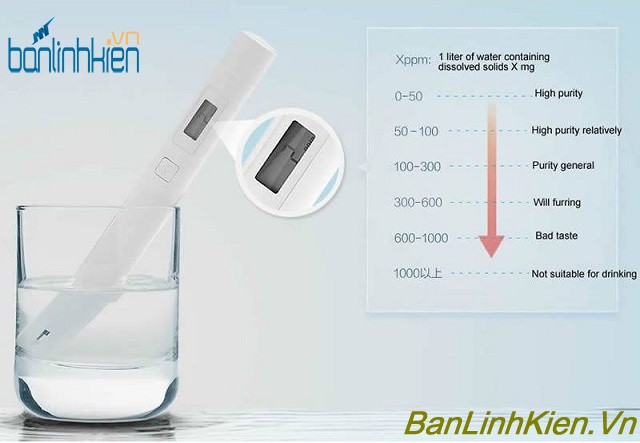 .vn
banlinhkien
Xppm: 1 liter of water containing
dissolved solids X mg
0-50 High purity
50-100 High purity relatively
100-300 Purity general
300-600 Will furring
600-1000 Bad taste
1000以上 Not suitable for drinking
BanLinhKien.Vn